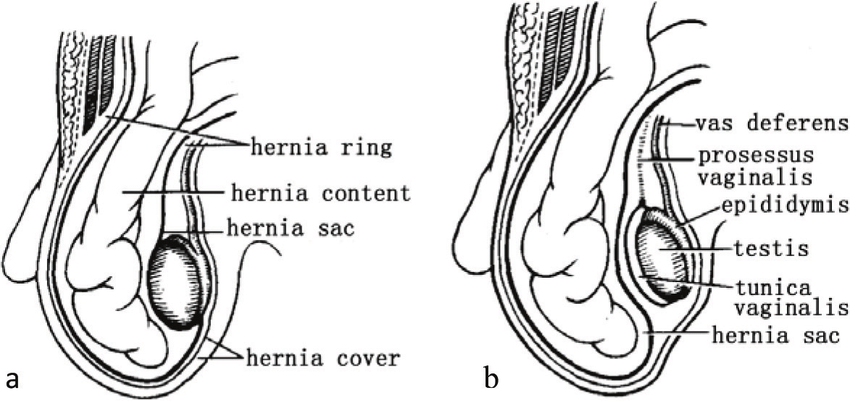 hernia ring
hernia content
hernia sac
hernia cover
a
vas deferens
prosessus
vaginalis
epididymis
testis
tunica
vaginalis
hernia sac
b